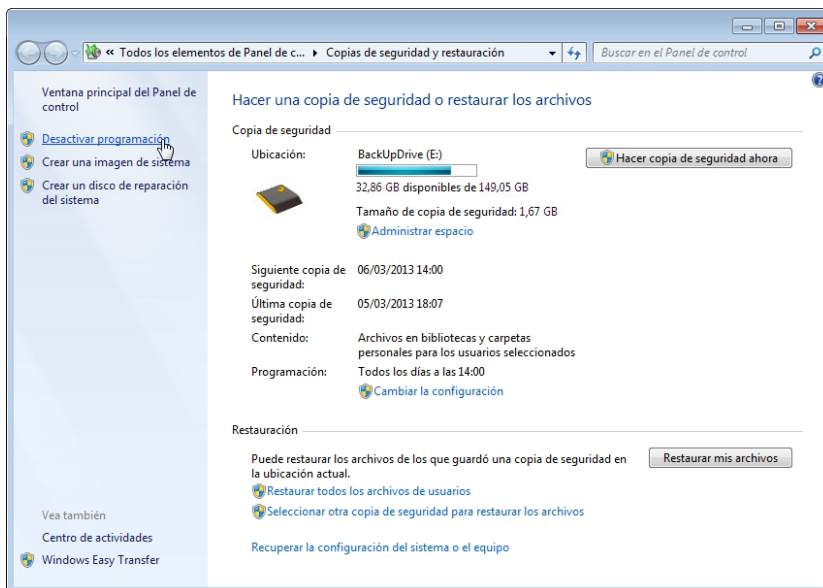 « Todos los elementos de Panel de c... ▸ Copias de seguridad y restauración
Buscar en el Panel de control
Ventana principal del Panel de
control
Desactivar programación
Crear una imagen de sistema
Crear un disco de reparación
del sistema
Hacer una copia de seguridad o restaurar los archivos
Copia de seguridad
Ubicación:
BackUpDrive (E:)
Hacer copia de seguridad ahora
32,86 GB disponibles de 149,05 GB
Tamaño de copia de seguridad: 1,67 GB
Administrar espacio
Siguiente copia de 06/03/2013 14:00
seguridad:
Última copia de 05/03/2013 18:07
seguridad:
Contenido: Archivos en bibliotecas y carpetas
personales para los usuarios seleccionados
Programación: Todos los días a las 14:00
Cambiar la configuración
Restauración
Puede restaurar los archivos de los que guardó una copia de seguridad en
la ubicación actual.
Restaurar mis archivos
Restaurar todos los archivos de usuarios
Seleccionar otra copia de seguridad para restaurar los archivos
Recuperar la configuración del sistema o el equipo
Vea también
Centro de actividades
Windows Easy Transfer